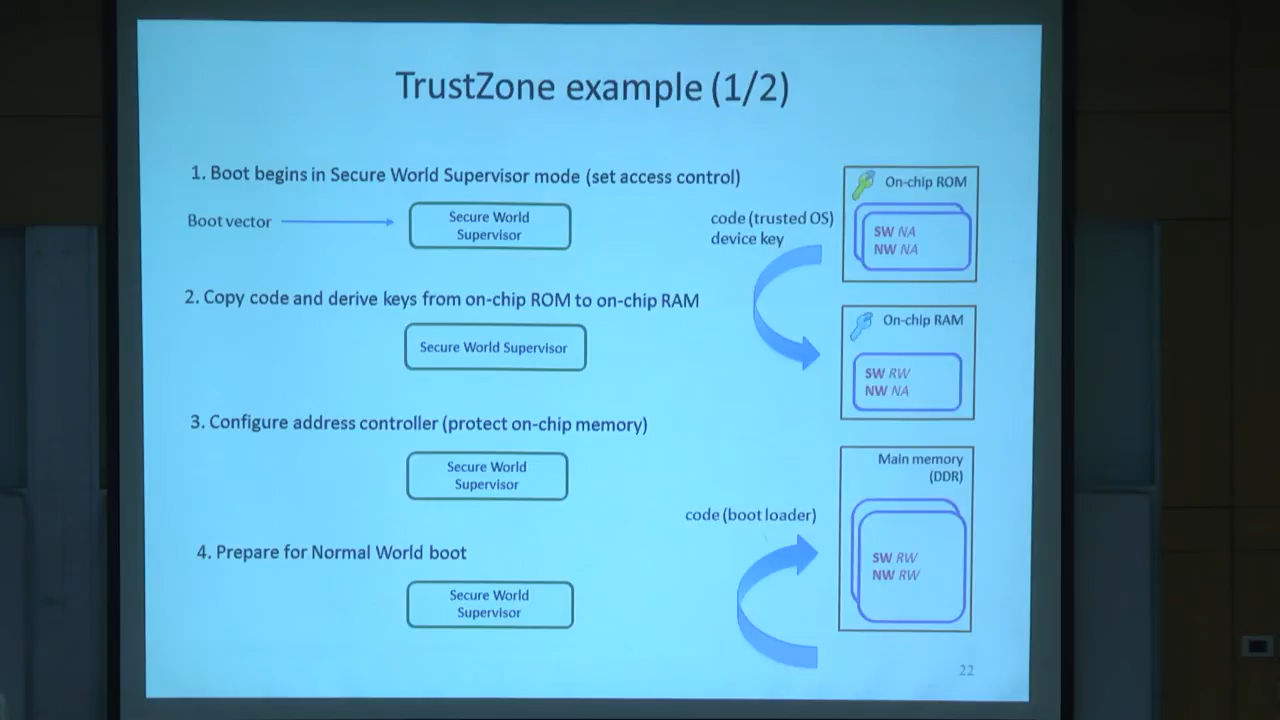 TrustZone example (1/2)
1. Boot begins in Secure World Supervisor mode (set access control)
Boot vector
Secure World
Supervisor
2. Copy code and derive keys from on-chip ROM to on-chip RAM
Secure World Supervisor
3. Configure address controller (protect on-chip memory)
Secure World
Supervisor
4. Prepare for Normal World boot
Secure World
Supervisor
code (trusted OS)
device key
On-chip ROM
SW NA
NW NA
On-chip RAM
SW RW
NW NA
code (boot loader)
Main memory
(DDR)
SW RW
NW RW
22